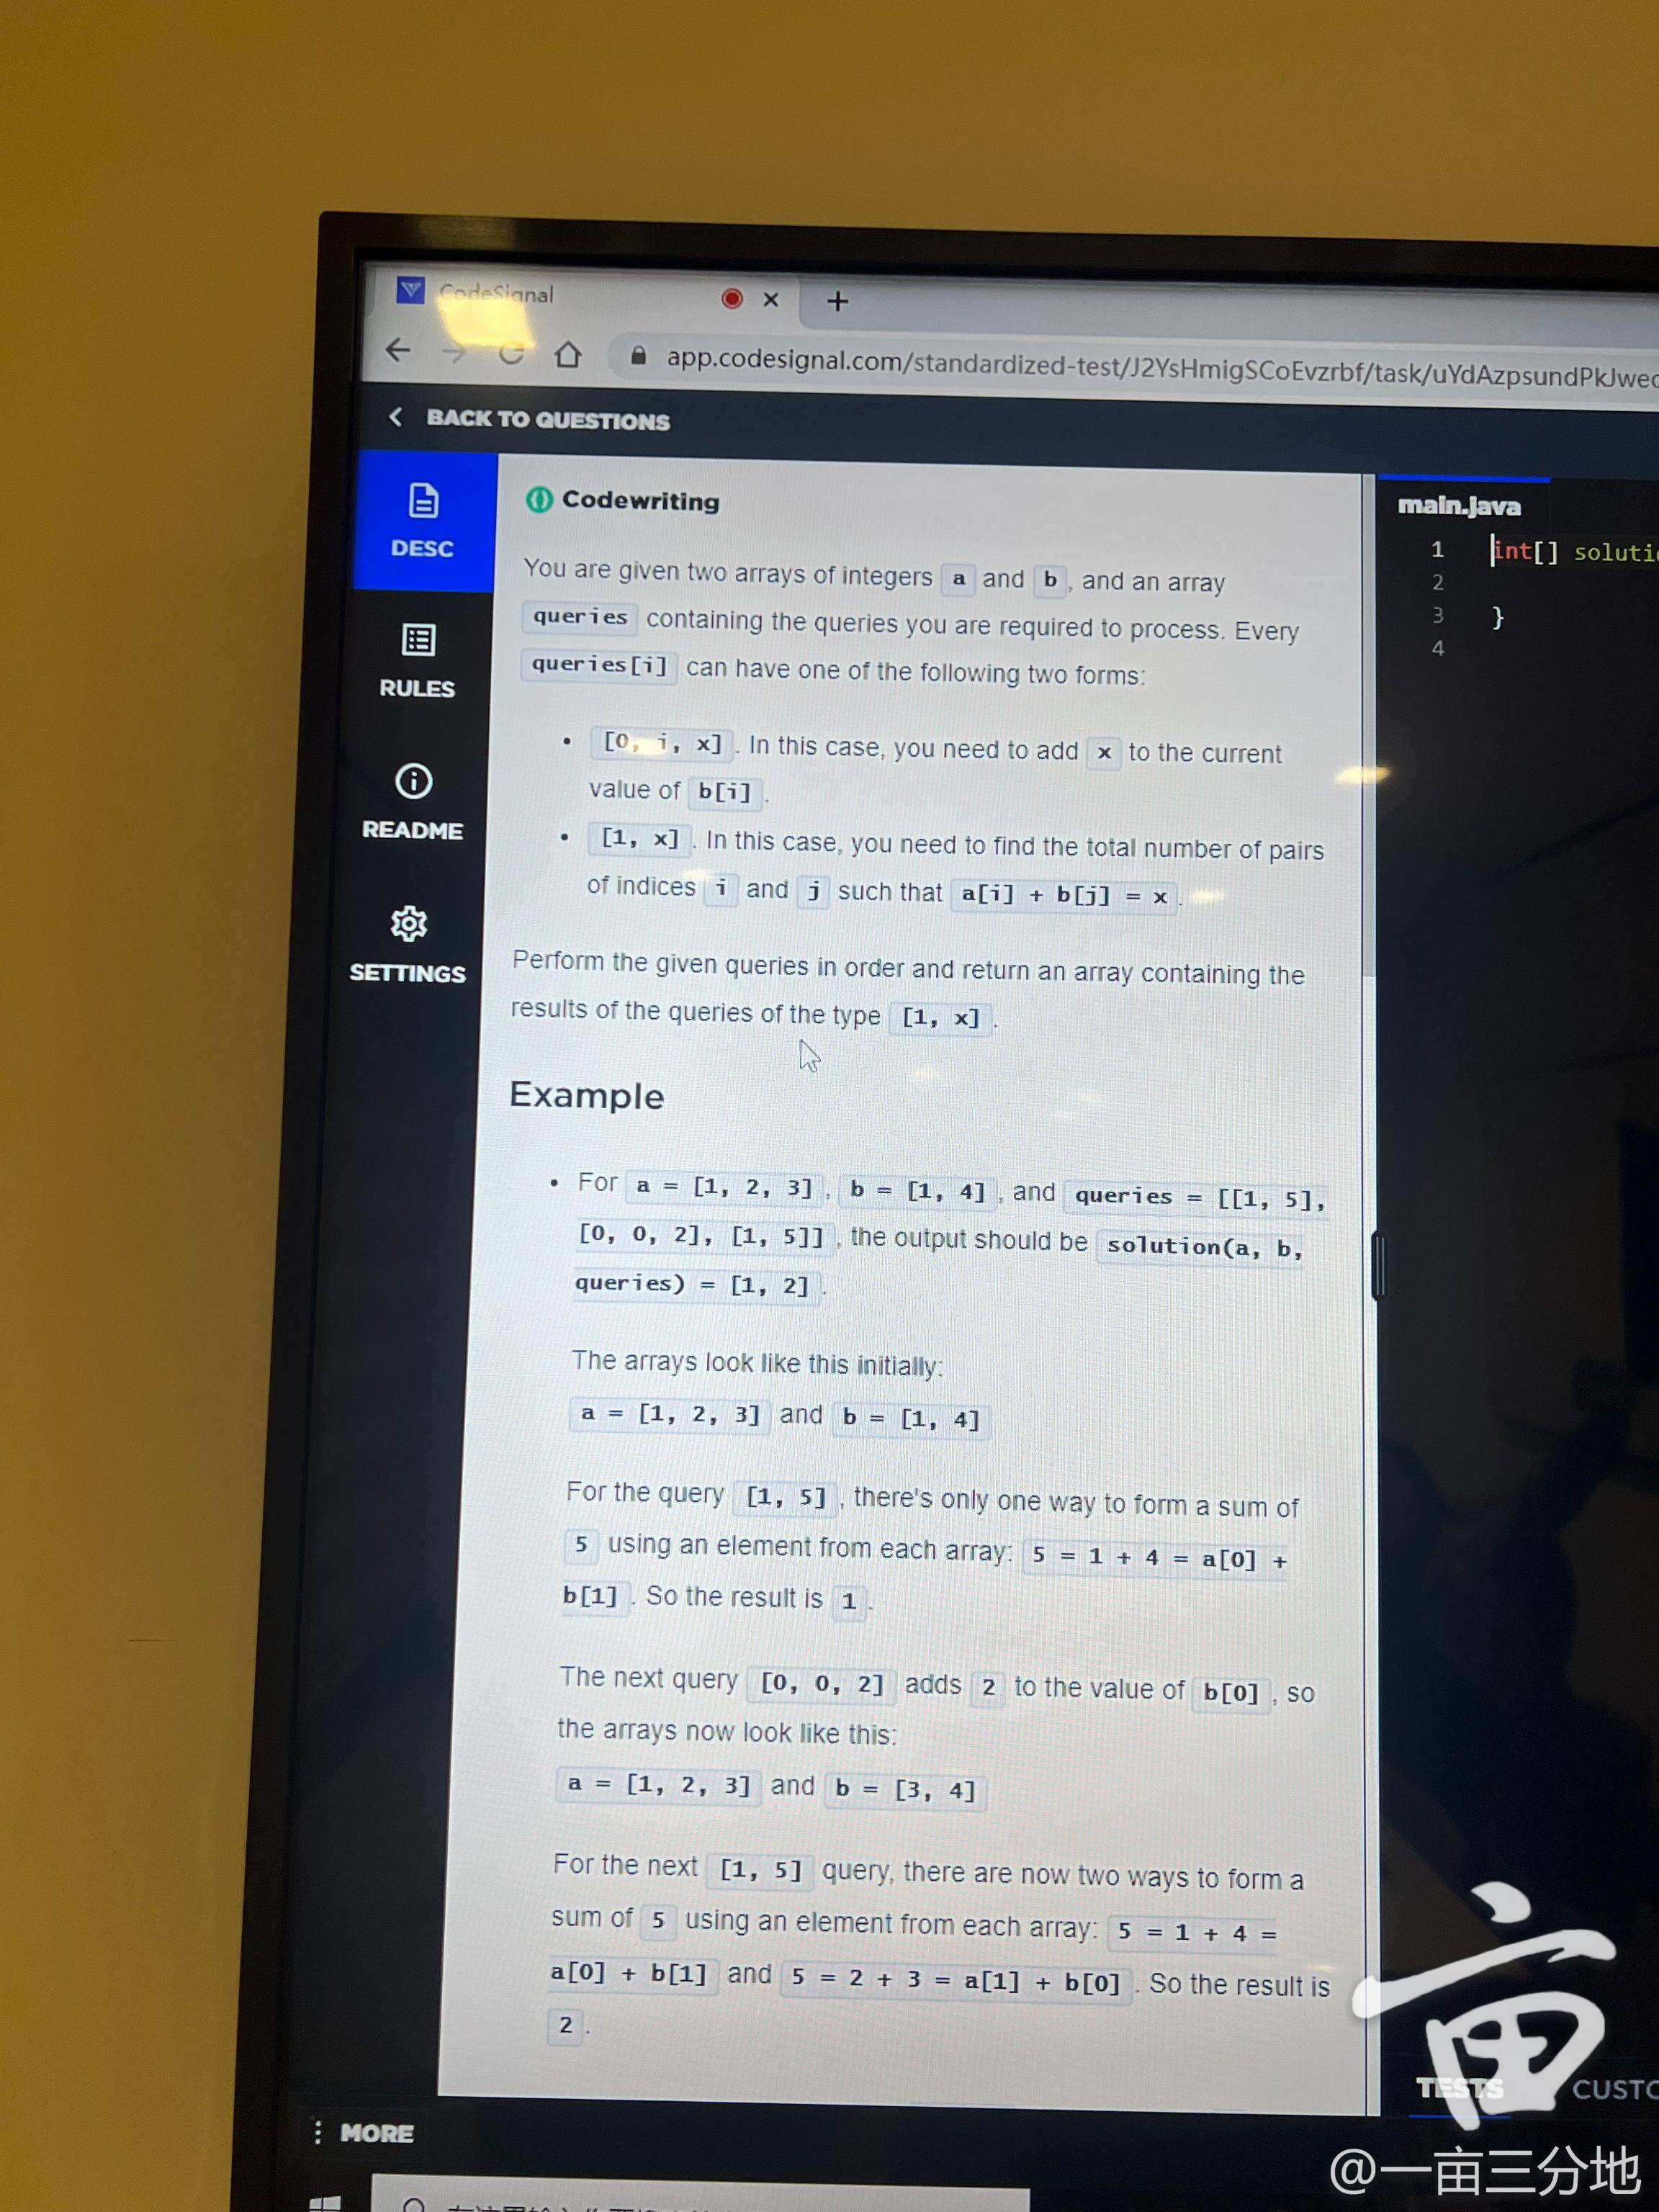 CodeSignal
app.codesignal.com/standardized-test/J2YsHmigSCoEvzrbf/task/uYdAzpsundPkJwec
BACK TO QUESTIONS
DESC
RULES
README
SETTINGS
Codewriting
You are given two arrays of integers a and b, and an array
queries containing the queries you are required to process. Every
queries[i] can have one of the following two forms:
• [0, i, x]. In this case, you need to add x to the current
value of b[i].
• [1, x]. In this case, you need to find the total number of pairs
of indices i and j such that a[i] + b[j] = x.
Perform the given queries in order and return an array containing the
results of the queries of the type [1, x].
Example
• For a = [1, 2, 3], b = [1, 4], and queries = [[1, 5],
[0, 0, 2], [1, 5]], the output should be solution(a, b,
queries) = [1, 2].
The arrays look like this initially:
a = [1, 2, 3] and b = [1, 4]
For the query [1, 5], there's only one way to form a sum of
5 using an element from each array: 5 = 1 + 4 = a[0] +
b[1]. So the result is 1.
The next query [0, 0, 2] adds 2 to the value of b[0], so
the arrays now look like this:
a = [1, 2, 3] and b = [3, 4]
For the next [1, 5] query, there are now two ways to form a
sum of 5 using an element from each array: 5 = 1 + 4 =
a[0] + b[1] and 5 = 2 + 3 = a[1] + b[0]. So the result is
2.
MORE
main.java
1 int[] soluti
2
3 }
4
TESTS CUSTO
亩
@一亩三分地